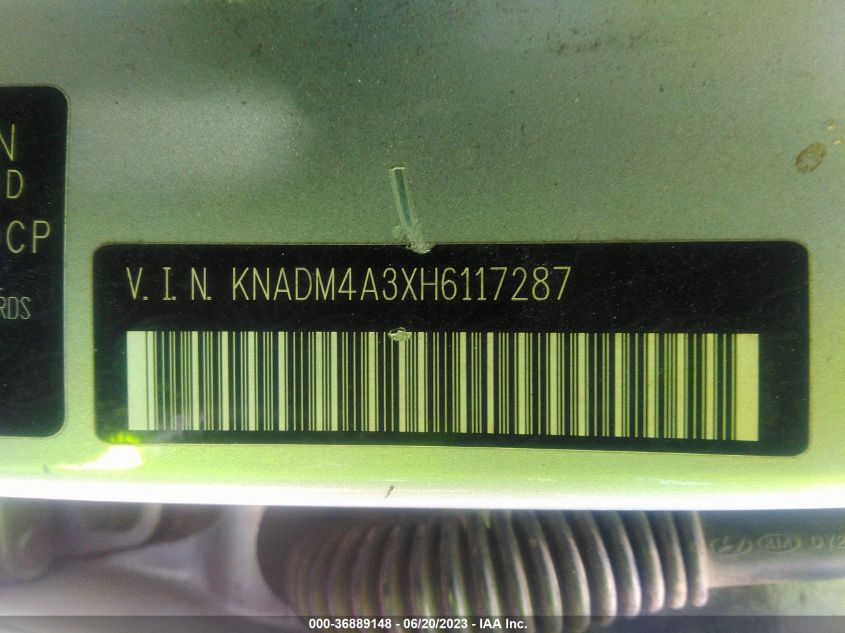 N
D
CP
RDS
V. I. N. KNADM4A3XH6117287
000-36889148 - 06/20/2023 - IAA Inc.